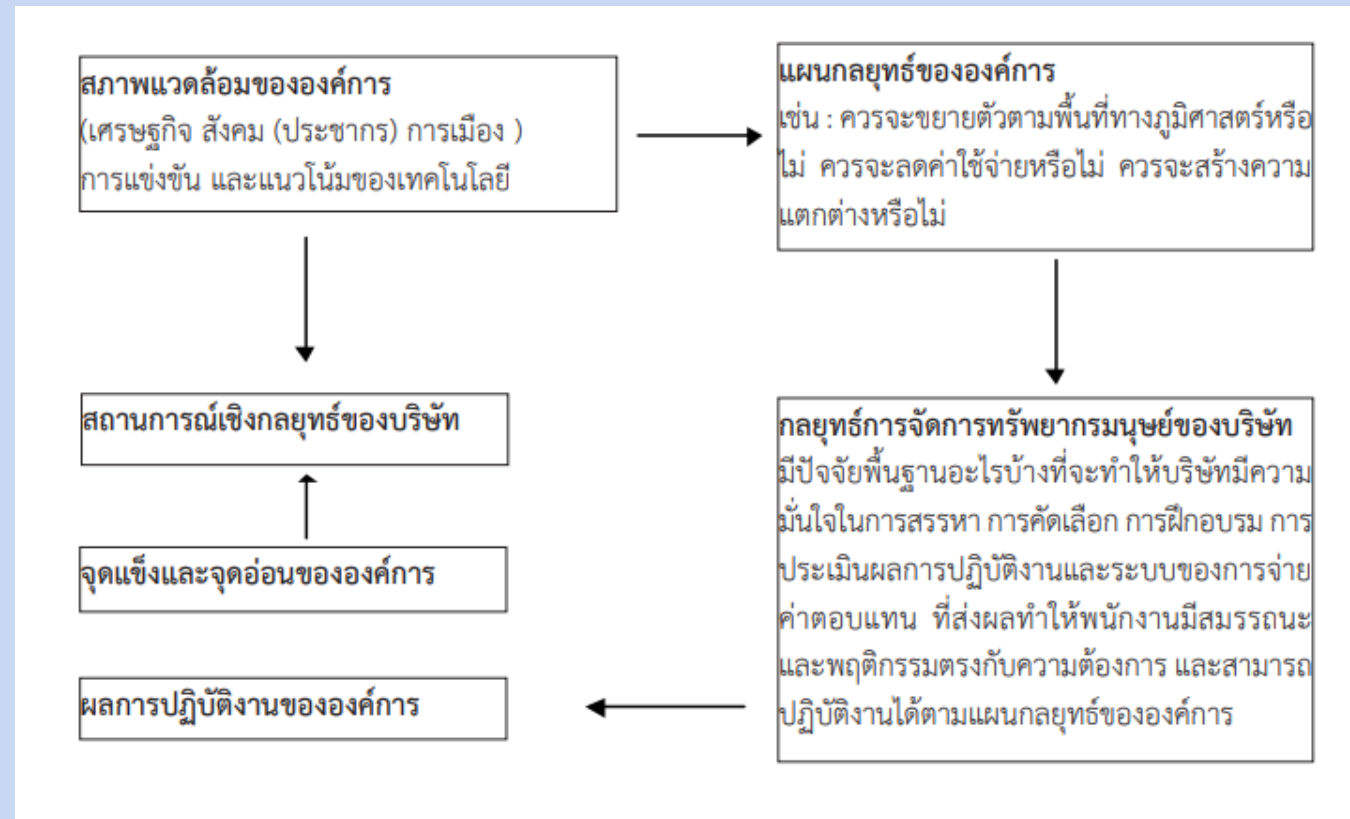 สภาพแวดล้อมขององค์การ
(เศรษฐกิจ สังคม (ประชากร) การเมือง )
การแข่งขัน และแนวโน้มของเทคโนโลยี
แผนกลยุทธ์ขององค์การ
เช่น : ควรจะขยายตัวตามพื้นที่ทางภูมิศาสตร์หรือ
ไม่ ควรจะลดค่าใช้จ่ายหรือไม่ ควรจะสร้างความ
แตกต่างหรือไม่
สถานการณ์เชิงกลยุทธ์ของบริษัท
จุดแข็งและจุดอ่อนขององค์การ
ผลการปฏิบัติงานขององค์การ
กลยุทธ์การจัดการทรัพยากรมนุษย์ของบริษัท
มีปัจจัยพื้นฐานอะไรบ้างที่จะทำให้บริษัทมีความ
มั่นใจในการสรรหา การคัดเลือก การฝึกอบรม การ
ประเมินผลการปฏิบัติงานและระบบของการจ่าย
ค่าตอบแทน ที่ส่งผลทำให้พนักงานมีสมรรถนะ
และพฤติกรรมตรงกับความต้องการ และสามารถ
ปฏิบัติงานได้ตามแผนกลยุทธ์ขององค์การ